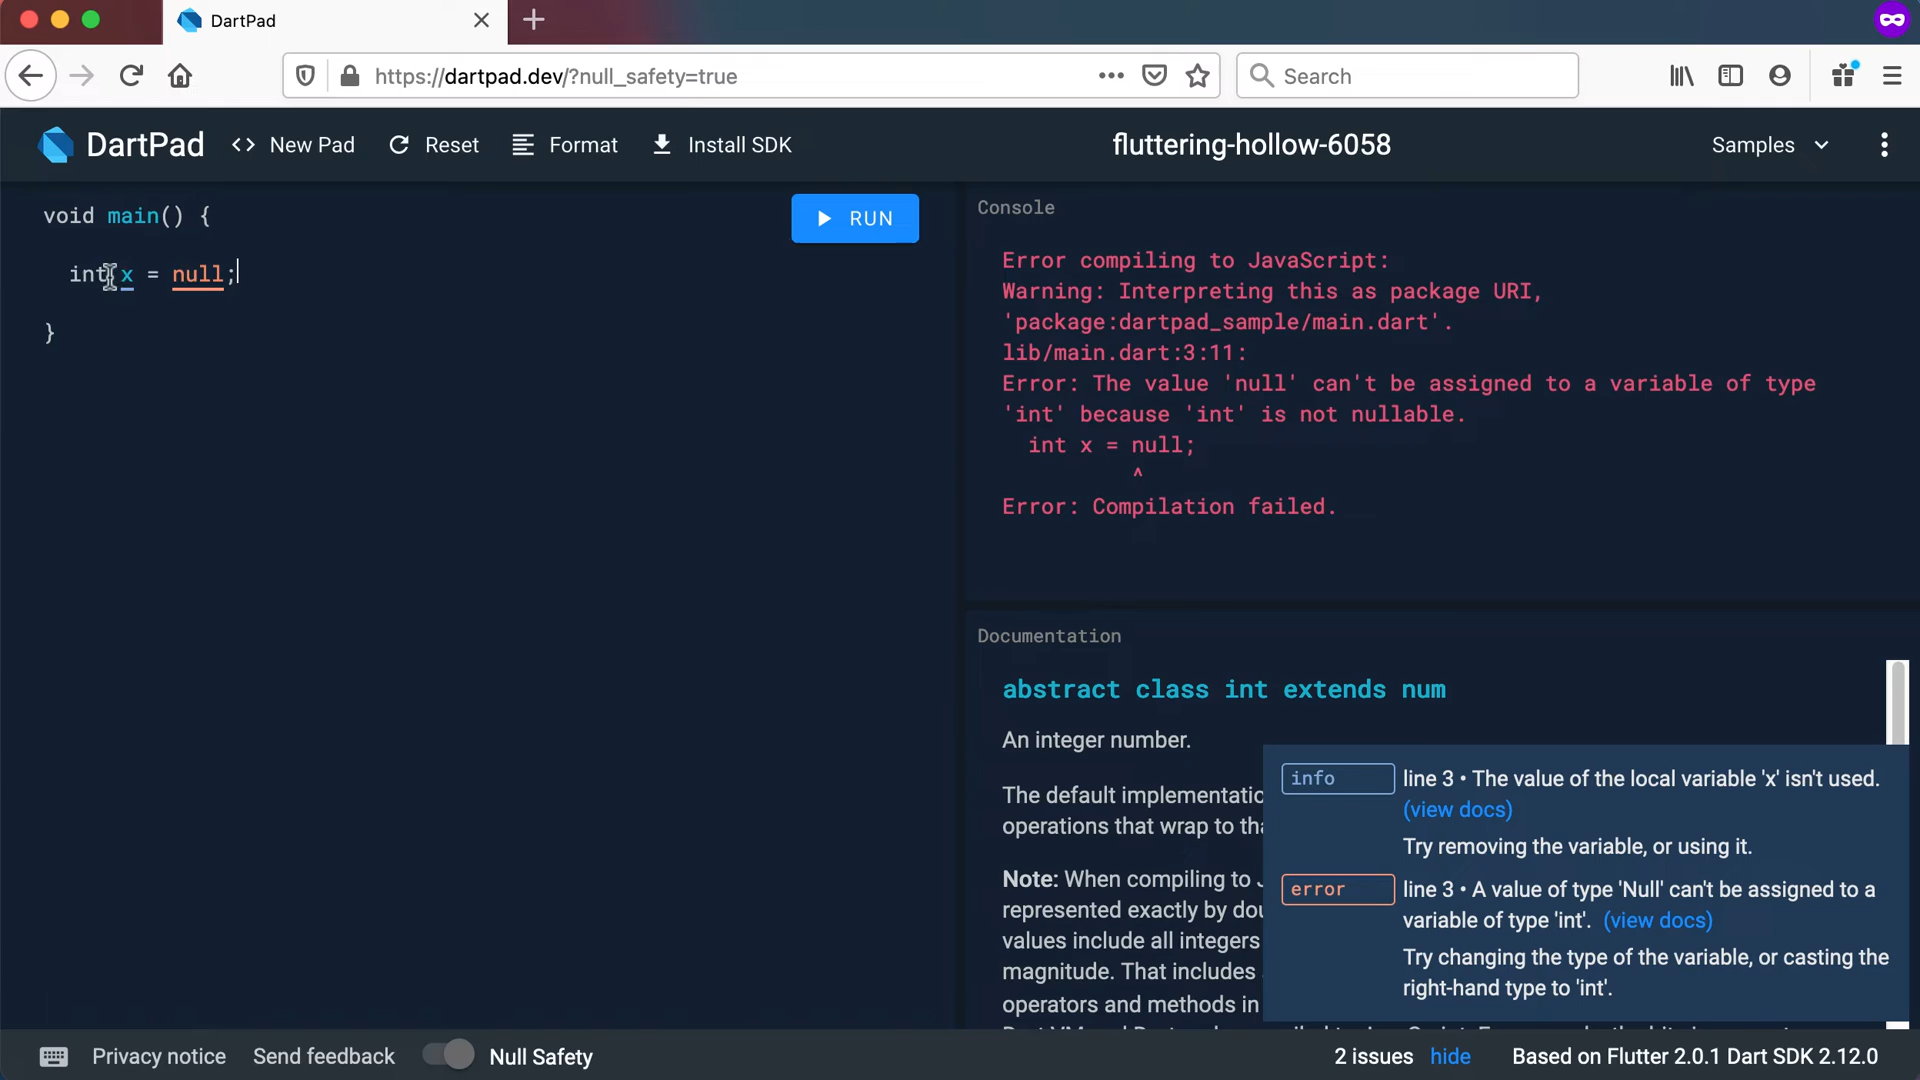 DartPad
https://dartpad.dev/?null_safety=true
Search
DartPad
<> New Pad
Reset
Format
Install SDK
fluttering-hollow-6058
Samples
void main() {
RUN
int x = null;
}
Console
Error compiling to JavaScript:
Warning: Interpreting this as package URI,
'package:dartpad_sample/main.dart'.
lib/main.dart:3:11:
Error: The value 'null' can't be assigned to a variable of type
'int' because 'int' is not nullable.
int x = null;
^
Error: Compilation failed.
Documentation
abstract class int extends num
An integer number.
The default implementatio
operations that wrap to tha
Note: When compiling to J
represented exactly by dou
values include all integers
magnitude. That includes
operators and methods in
info
line 3 • The value of the local variable 'x' isn't used.
(view docs)
Try removing the variable, or using it.
error
line 3 • A value of type 'Null' can't be assigned to a
variable of type 'int'. (view docs)
Try changing the type of the variable, or casting the
right-hand type to 'int'.
Privacy notice
Send feedback
Null Safety
2 issues hide
Based on Flutter 2.0.1 Dart SDK 2.12.0